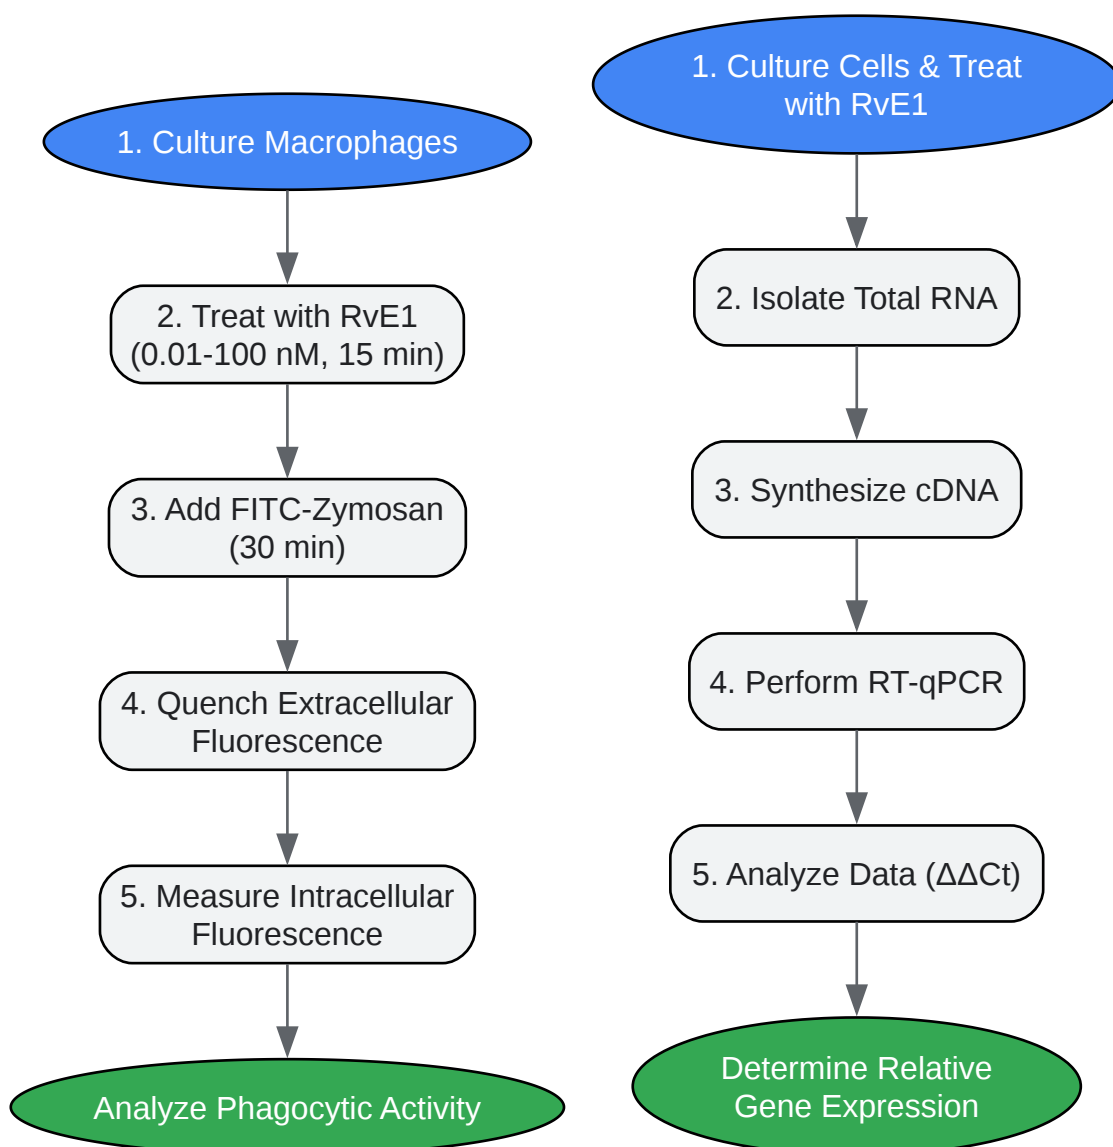 1. Culture Macrophages
2. Treat with RvE1
(0.01-100 nM, 15 min)
3. Add FITC-Zymosan
(30 min)
4. Quench Extracellular
Fluorescence
5. Measure Intracellular
Fluorescence
Analyze Phagocytic Activity
1. Culture Cells & Treat
with RvE1
2. Isolate Total RNA
3. Synthesize cDNA
4. Perform RT-qPCR
5. Analyze Data (ΔΔCt)
Determine Relative
Gene Expression